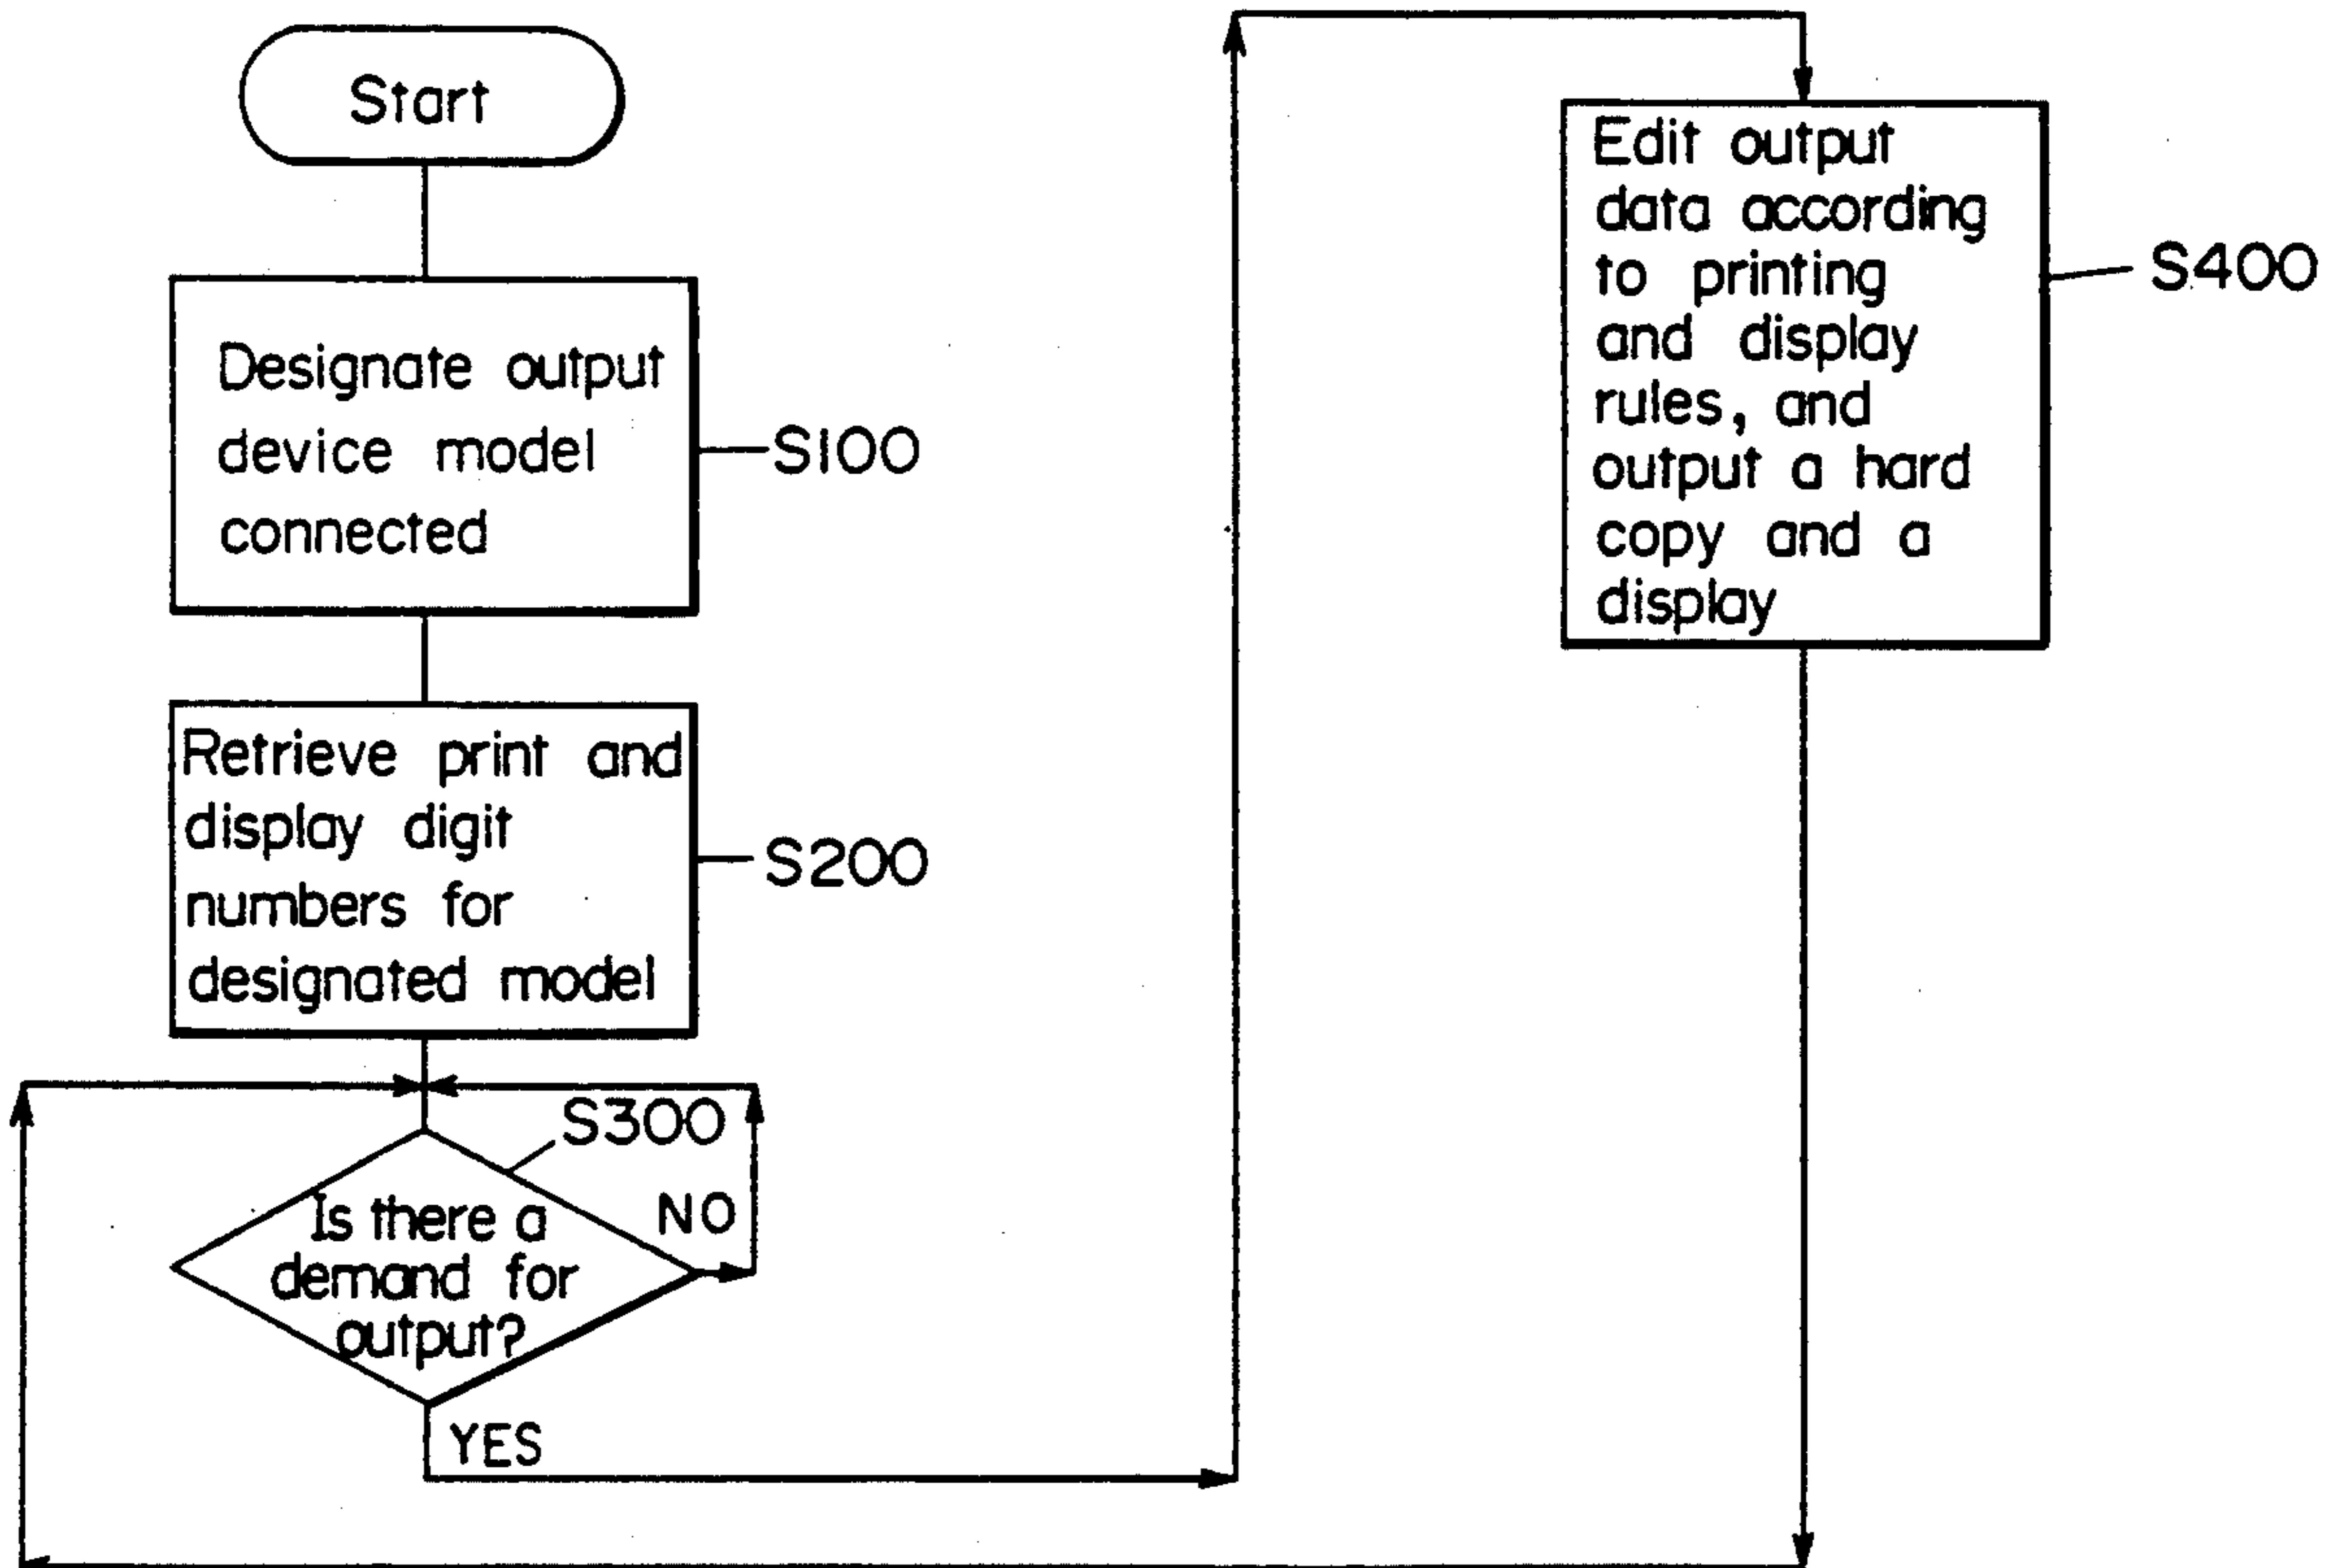 Start
Designate output
device model
connected
S100
Retrieve print and
display digit
numbers for
designated model
S200
S300
Is there a
demand for
output?
NO
YES
Edit output
data according
to printing
and display
rules, and
output a hard
copy and a
display
S400